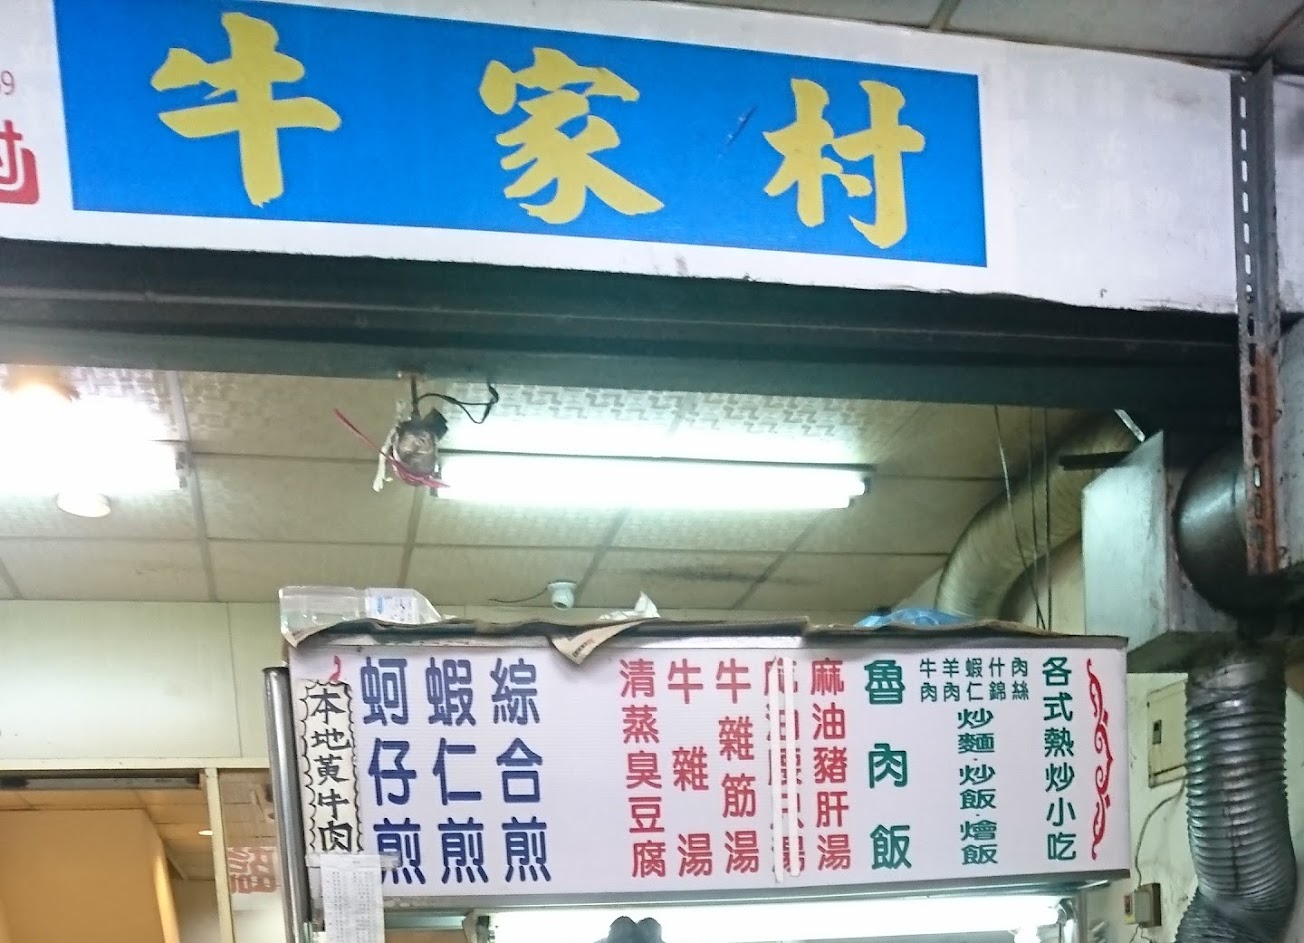 牛家村
各式熱炒小吃
肉絲
什錦
蝦仁
羊肉
牛肉
炒麵·炒飯·燴飯
魯肉飯
麻油豬肝湯
牛雜筋湯
牛雜湯
清蒸臭豆腐
綜合煎
蝦仁煎
蚵仔煎
本地黃牛肉